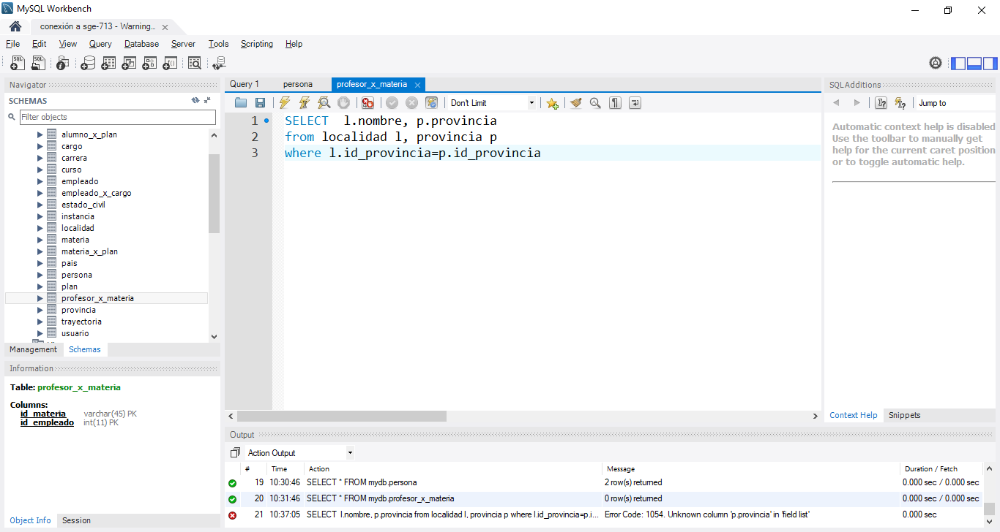 MySQL Workbench
conexión a sge-713 - Warning...
File Edit View Query Database Server Tools Scripting Help
Navigator
SCHEMAS
Filter objects
alumno_x_plan
cargo
carrera
curso
empleado
empleado_x_cargo
estado_civil
instancia
localidad
materia
materia_x_plan
pais
persona
plan
profesor_x_materia
provincia
trayectoria
usuario
Management Schemas
Information
Table: profesor_x_materia
Columns:
id_materia varchar(45) PK
id_empleado int(11) PK
Object Info Session
Query 1 persona profesor_x_materia
Don't Limit
1 SELECT l.nombre, p.provincia
2 from localidad l, provincia p
3 where l.id_provincia=p.id_provincia
SQLAdditions
Jump to
Automatic context help is disabled
Use the toolbar to manually get
help for the current caret position
or to toggle automatic help.
Context Help Snippets
Output
Action Output
# Time Action Message Duration / Fetch
19 10:30:46 SELECT * FROM mydb.persona 2 row(s) returned 0.000 sec / 0.000 sec
20 10:31:46 SELECT * FROM mydb.profesor_x_materia 0 row(s) returned 0.000 sec / 0.000 sec
21 10:37:05 SELECT l.nombre, p.provincia from localidad l, provincia p where l.id_provincia=p.i... Error Code: 1054. Unknown column 'p.provincia' in 'field list' 0.000 sec